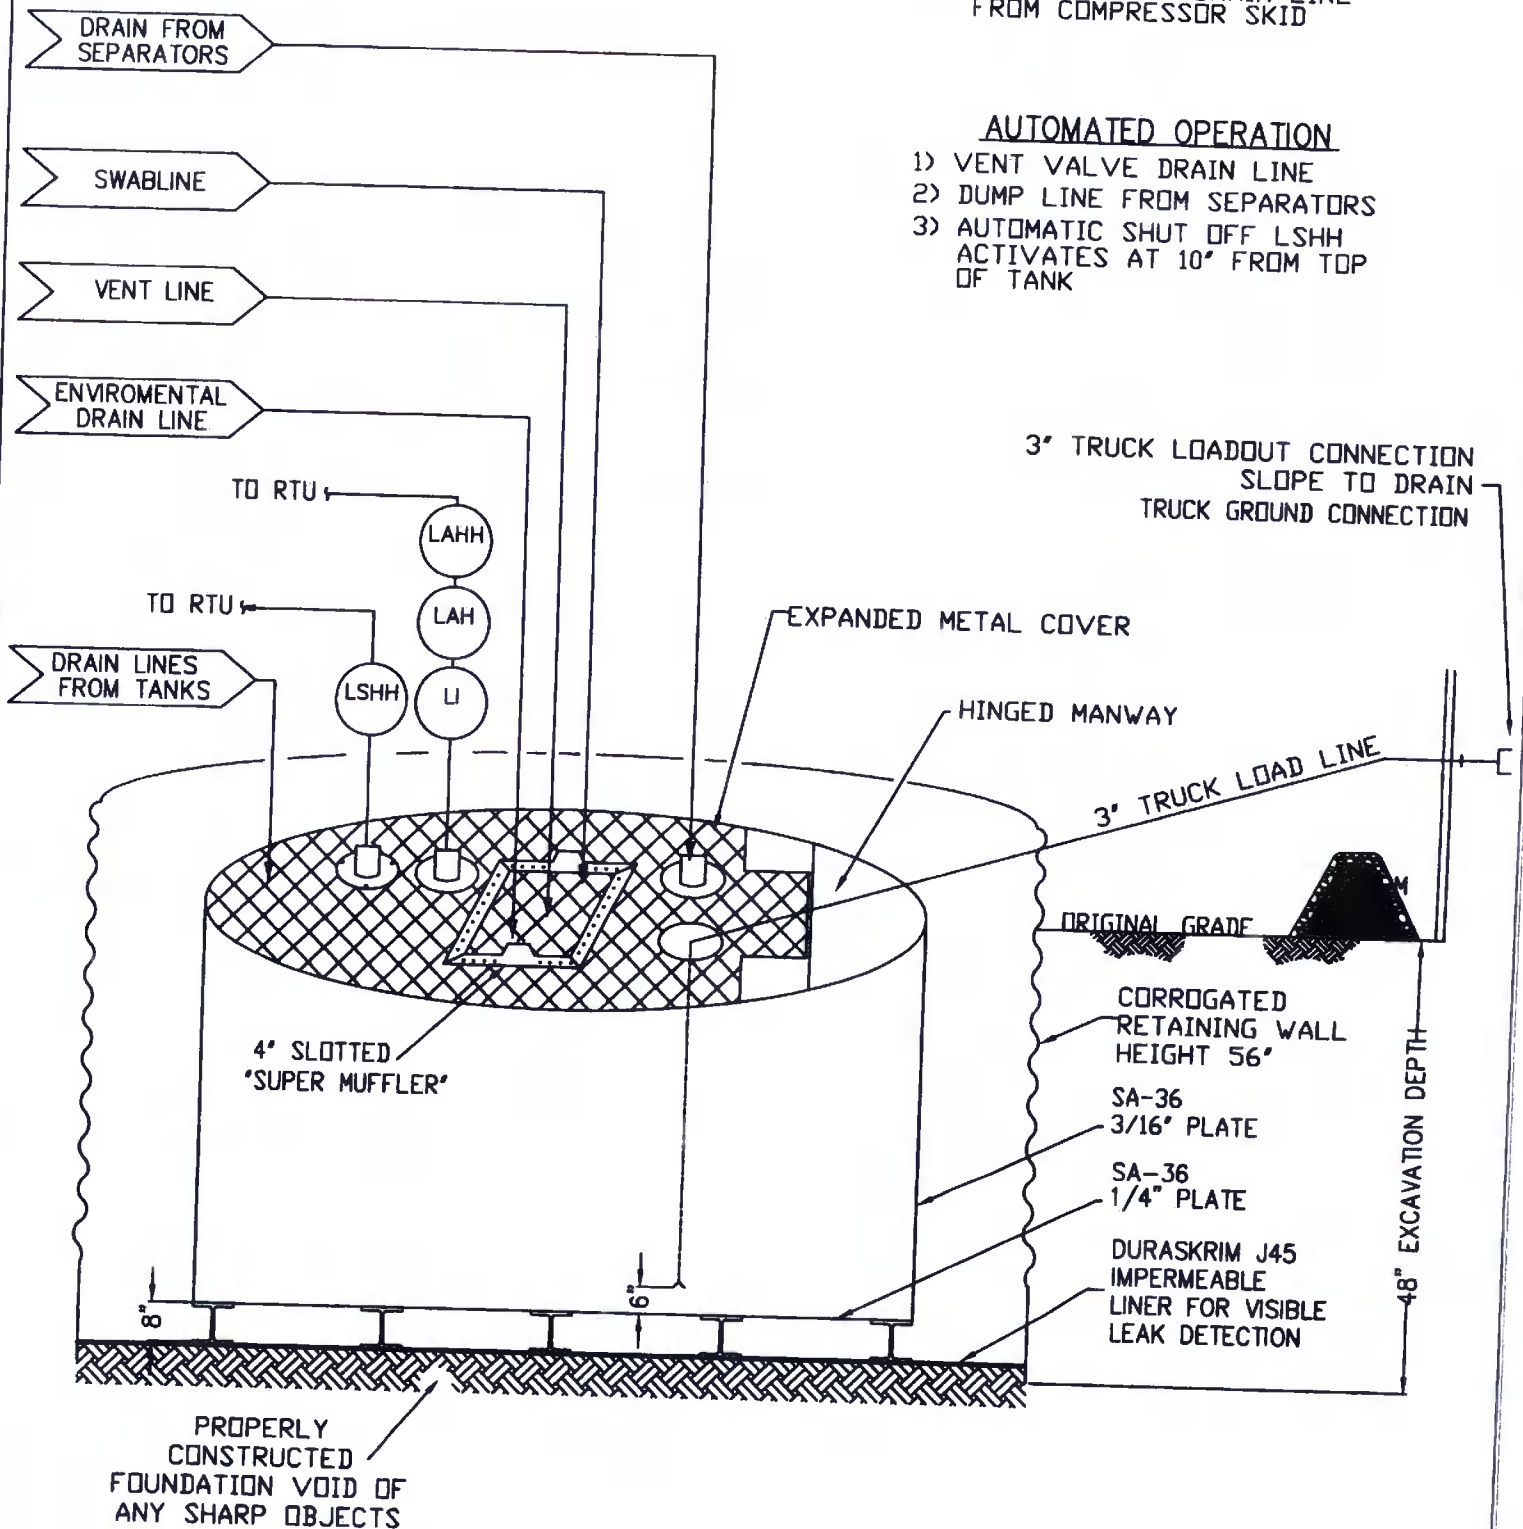 FROM COMPRESSOR SKID
DRAIN FROM
SEPARATORS
SWABLINE
VENT LINE
ENVIROMENTAL
DRAIN LINE
AUTOMATED OPERATION
1) VENT VALVE DRAIN LINE
2) DUMP LINE FROM SEPARATORS
3) AUTOMATIC SHUT OFF LSHH
ACTIVATES AT 10" FROM TOP
OF TANK
3" TRUCK LOADOUT CONNECTION
SLOPE TO DRAIN
TRUCK GROUND CONNECTION
TO RTU
LAHH
TO RTU
LAH
DRAIN LINES
FROM TANKS
LSHH
LI
EXPANDED METAL COVER
HINGED MANWAY
3" TRUCK LOAD LINE
ORIGINAL GRADE
4" SLOTTED
"SUPER MUFFLER"
CORROGATED
RETAINING WALL
HEIGHT 56"
SA-36
3/16" PLATE
SA-36
1/4" PLATE
DURASKRIM J45
IMPERMEABLE
LINER FOR VISIBLE
LEAK DETECTION
48" EXCAVATION DEPTH
8"
6"
PROPERLY
CONSTRUCTED
FOUNDATION VOID OF
ANY SHARP OBJECTS